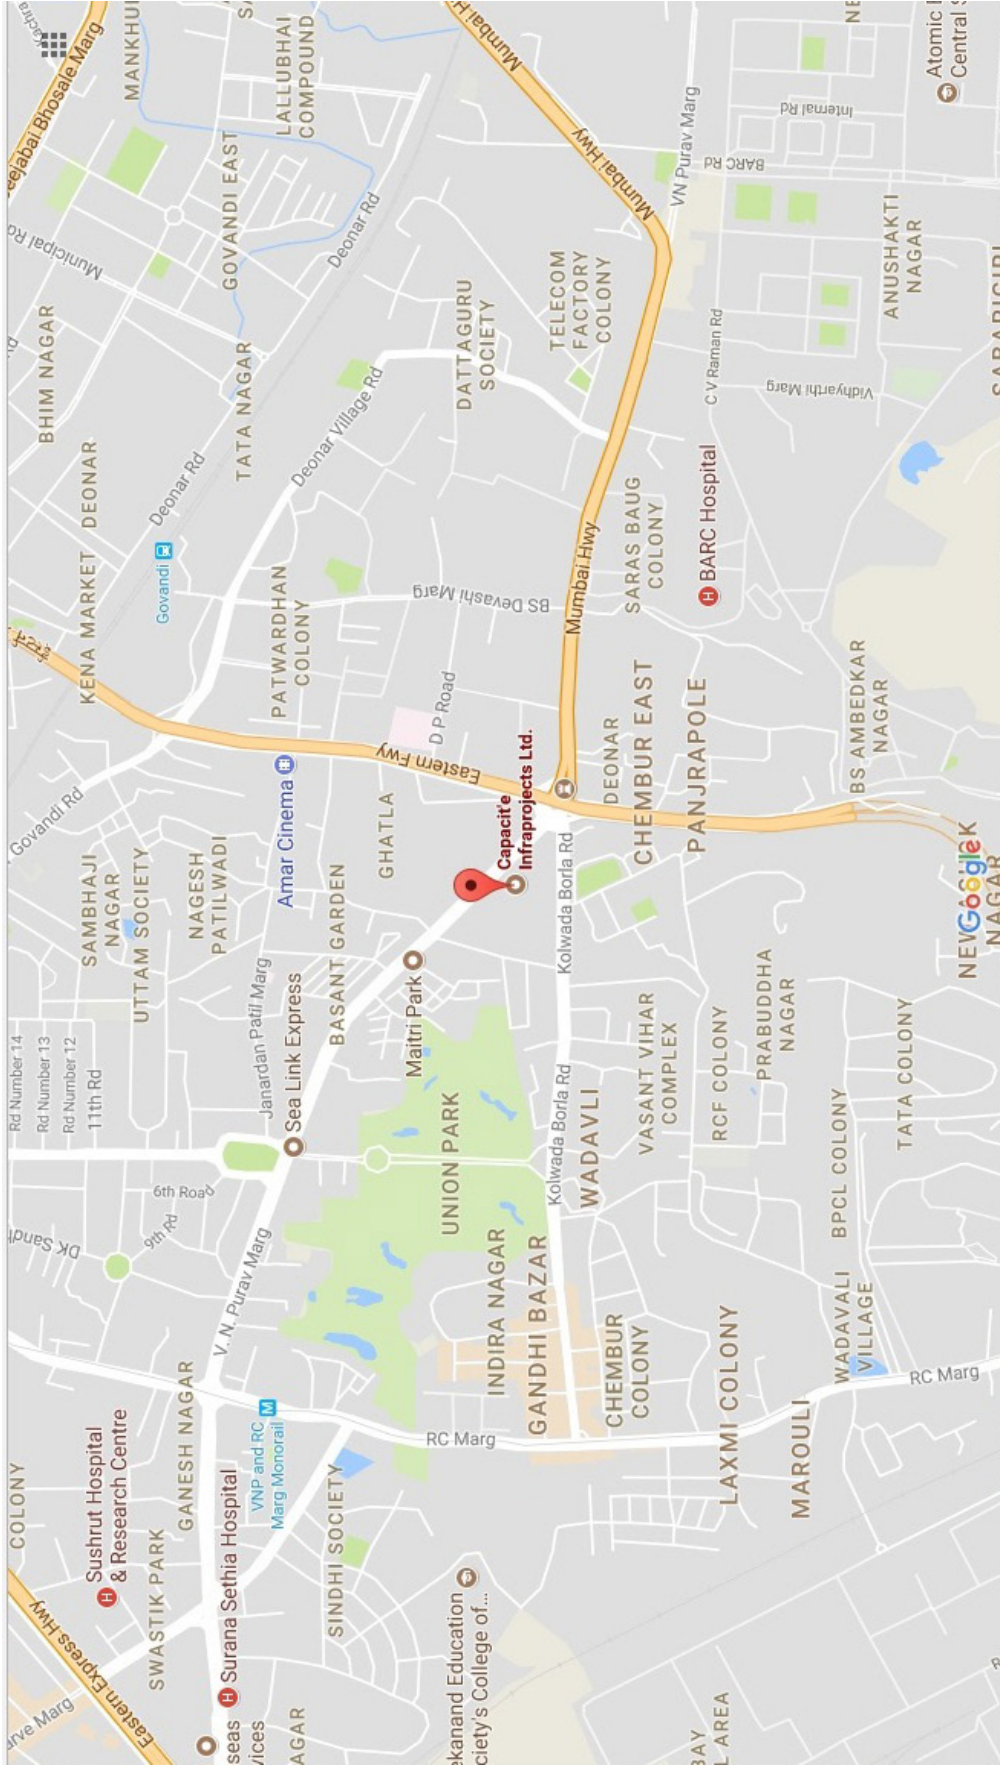 COLONY
Sushrut Hospital
& Research Centre
SWASTIK PARK
GANESH NAGAR
Eastern Express Hwy
Surana Sethia Hospital
VNP and RC
Marg Monorail
SINDHI SOCIETY
V. N. Purav Marg
9th Rd
6th Road
Rd Number 14
Rd Number 13
Rd Number 12
11th Rd
UTTAM SOCIETY
SAMBHAJI
NAGAR
NAGESH
PATILWADI
Janardan Patil Marg
Sea Link Express
Amar Cinema
BASANT GARDEN
GHATLA
Maitri Park
Govandi Rd
KENA MARKET
DEONAR
BHIM NAGAR
Govandi
Deonar Rd
PATWARDHAN
COLONY
TATA NAGAR
Deonar Village Rd
GOVANDI EAST
Municipal Rd
LALLUBHAI
COMPOUND
Deonar Rd
Eastern Fwy
D P Road
BS Devashi Marg
DATTAGURU
SOCIETY
TELECOM
FACTORY
COLONY
Mumbai Hwy
Mumbai Hwy
Mumbai Hwy
Mumbai Hwy
VN Purav Marg
BARC Rd
Internal Rd
ANUSHAKTI
NAGAR
Vidhyarthi Marg
C V Raman Rd
BARC Hospital
SARAS BAUG
COLONY
Capacit'e
Infraprojects Ltd.
DEONAR
CHEMBUR EAST
PANJRAPOLE
BS AMBEDKAR
NAGAR
Kolwada Borla Rd
Kolwada Borla Rd
UNION PARK
WADAVLI
VASANT VIHAR
COMPLEX
RCF COLONY
PRABUDDHA
NAGAR
TATA COLONY
BPCL COLONY
WADAVALI
VILLAGE
INDIRA NAGAR
GANDHI BAZAR
CHEMBUR
COLONY
LAXMI COLONY
MAROULI
RC Marg
RC Marg
NAGAR
Google